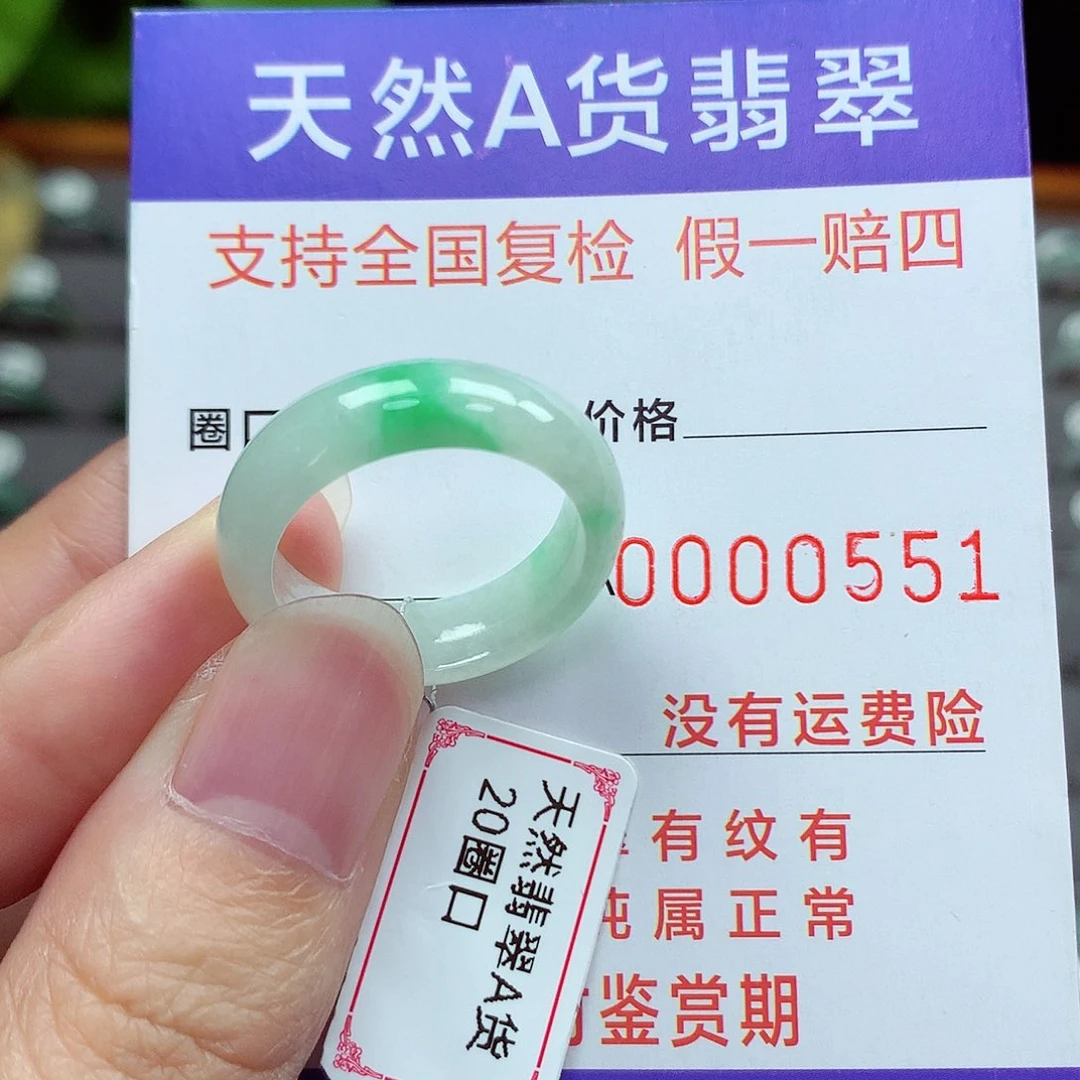 天然A货翡翠
支持全国复检 假一赔四
圈口
价格
0000551
没有运费险
有纹有
纯属正常
鉴赏期
天然翡翠A货
20圈口